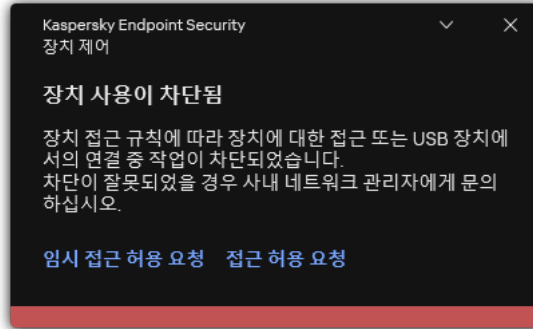 Kaspersky Endpoint Security
장치 제어
장치 사용이 차단됨
장치 접근 규칙에 따라 장치에 대한 접근 또는 USB 장치에
서의 연결 중 작업이 차단되었습니다.
차단이 잘못되었을 경우 사내 네트워크 관리자에게 문의
하십시오.
임시 접근 허용 요청 접근 허용 요청